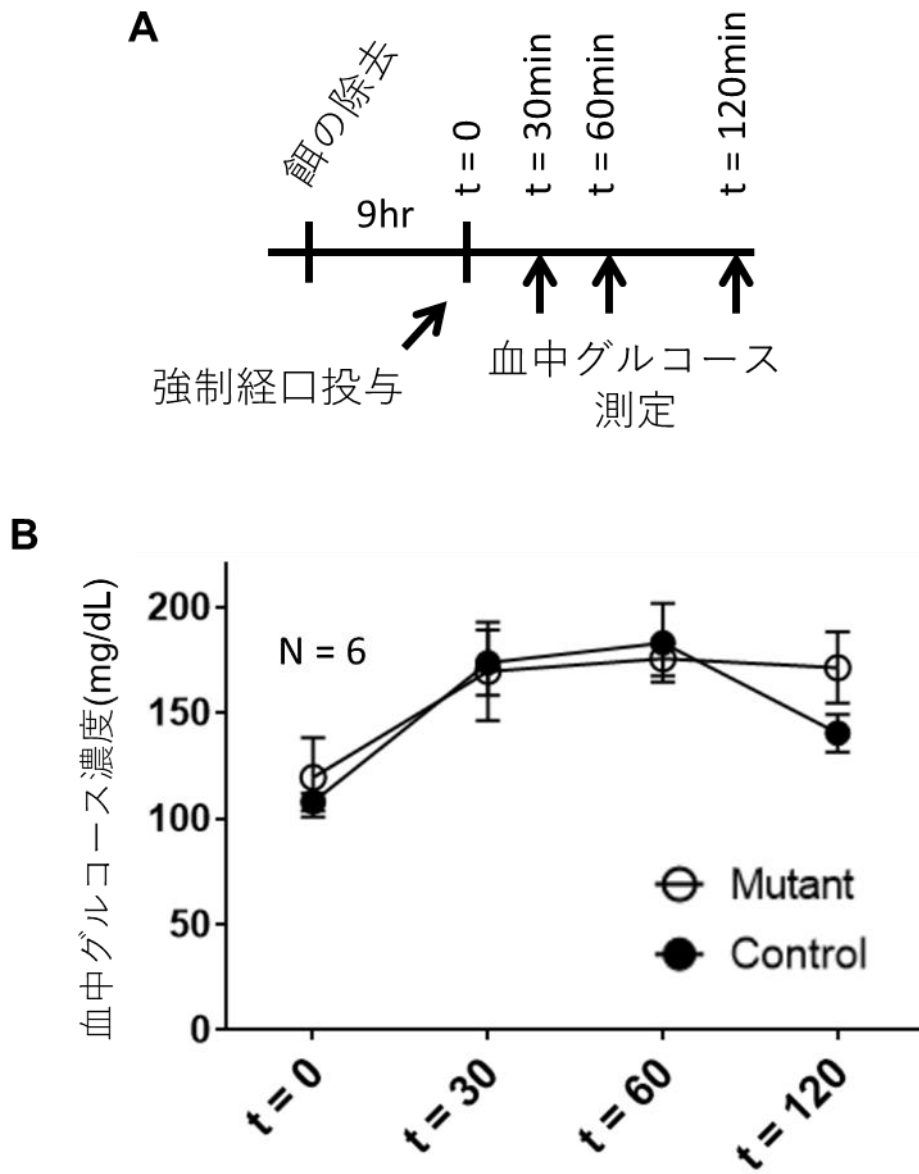 A
餌の除去
9hr
t = 0
t = 30min
t = 60min
t = 120min
強制経口投与
血中グルコース
測定
B
血中グルコース濃度(mg/dL)
200
150
100
50
0
N = 6
Mutant
Control
t = 0
t = 30
t = 60
t = 120